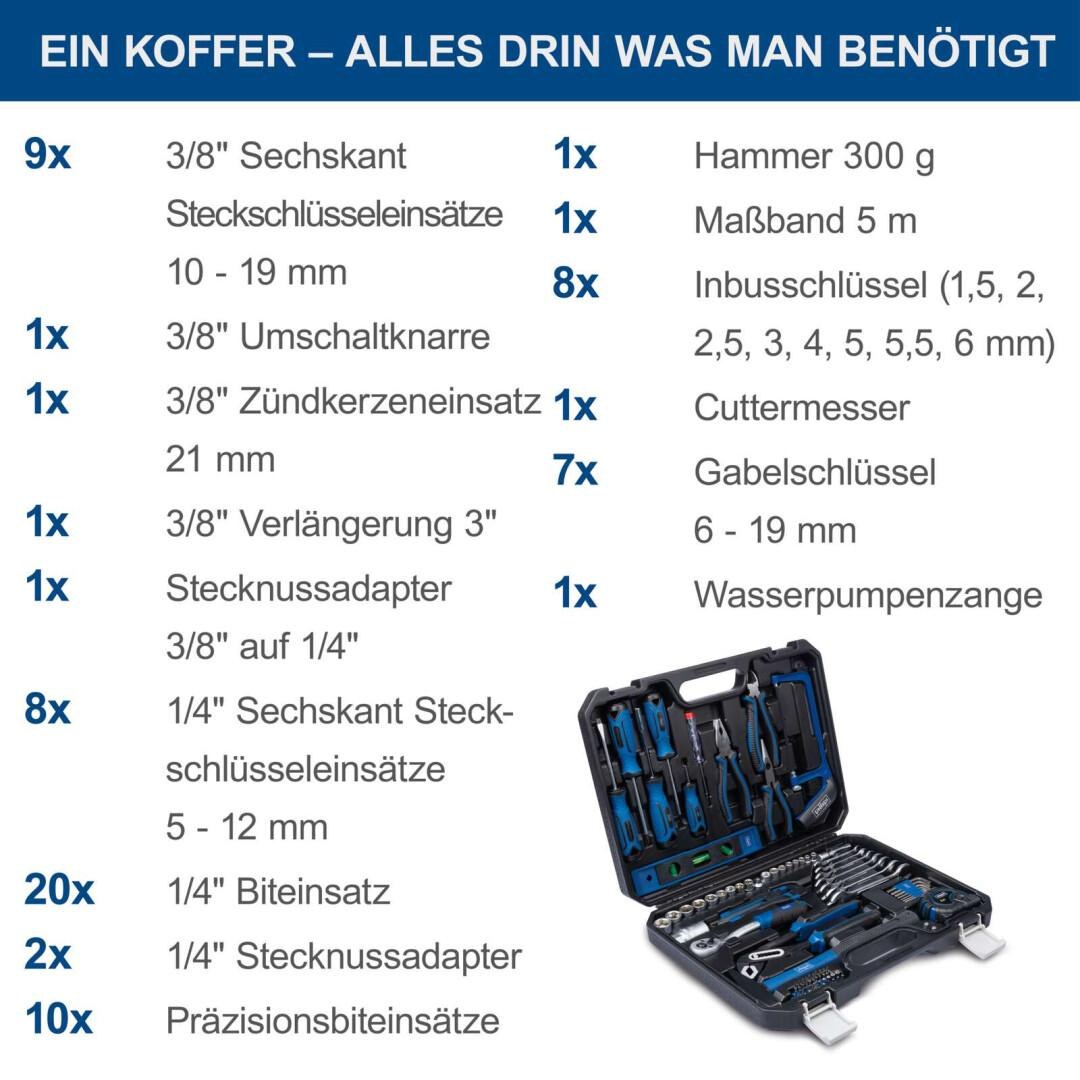 EIN KOFFER – ALLES DRIN WAS MAN BENÖTIGT
9x 3/8" Sechskant
Steckschlüsseleinsätze
10 - 19 mm
1x 3/8" Umschaltknarre
1x 3/8" Zündkerzeneinsatz
21 mm
1x 3/8" Verlängerung 3"
1x Stecknussadapter
3/8" auf 1/4"
8x 1/4" Sechskant Steck-
schlüsseleinsätze
5 - 12 mm
20x 1/4" Biteinsatz
2x 1/4" Stecknussadapter
10x Präzisionsbiteinsätze
1x Hammer 300 g
1x Maßband 5 m
8x Inbusschlüssel (1,5, 2,
2,5, 3, 4, 5, 5,5, 6 mm)
1x Cuttermesser
7x Gabelschlüssel
6 - 19 mm
1x Wasserpumpenzange